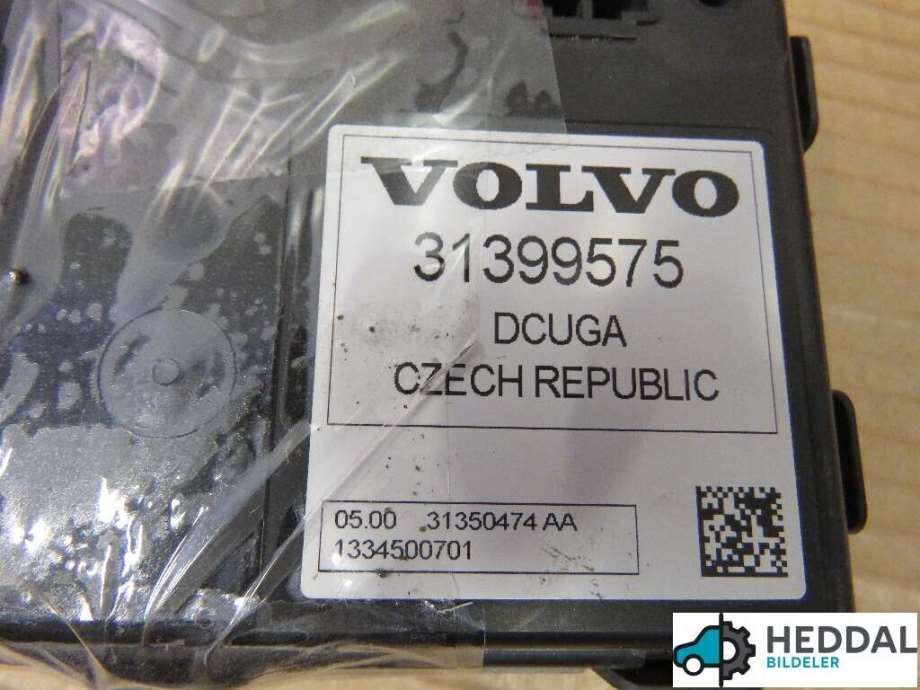 VOLVO
31399575
DCUGA
CZECH REPUBLIC
05.00 31350474 AA
1334500701
HEDDAL
BILDELER